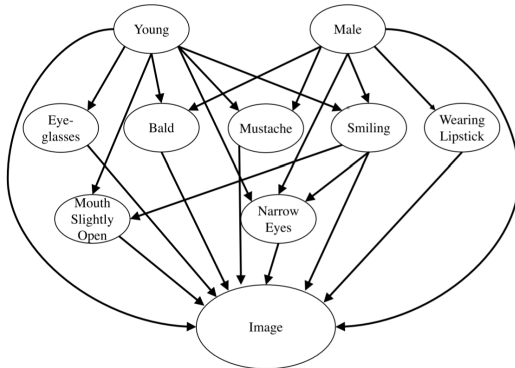 Young
Male
Eye-
glasses
Bald
Mustache
Smiling
Wearing
Lipstick
Mouth
Slightly
Open
Narrow
Eyes
Image